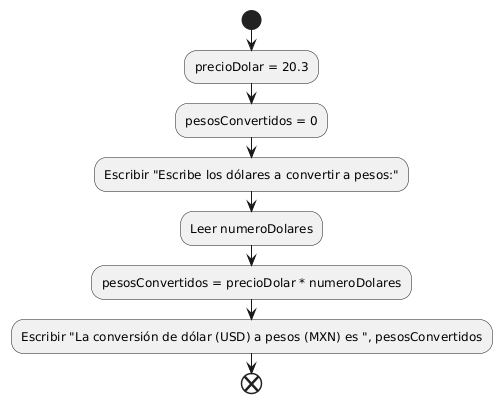 precioDolar = 20.3
pesosConvertidos = 0
Escribir "Escribe los dólares a convertir a pesos:"
Leer numeroDolares
pesosConvertidos = precioDolar * numeroDolares
Escribir "La conversión de dólar (USD) a pesos (MXN) es ", pesosConvertidos